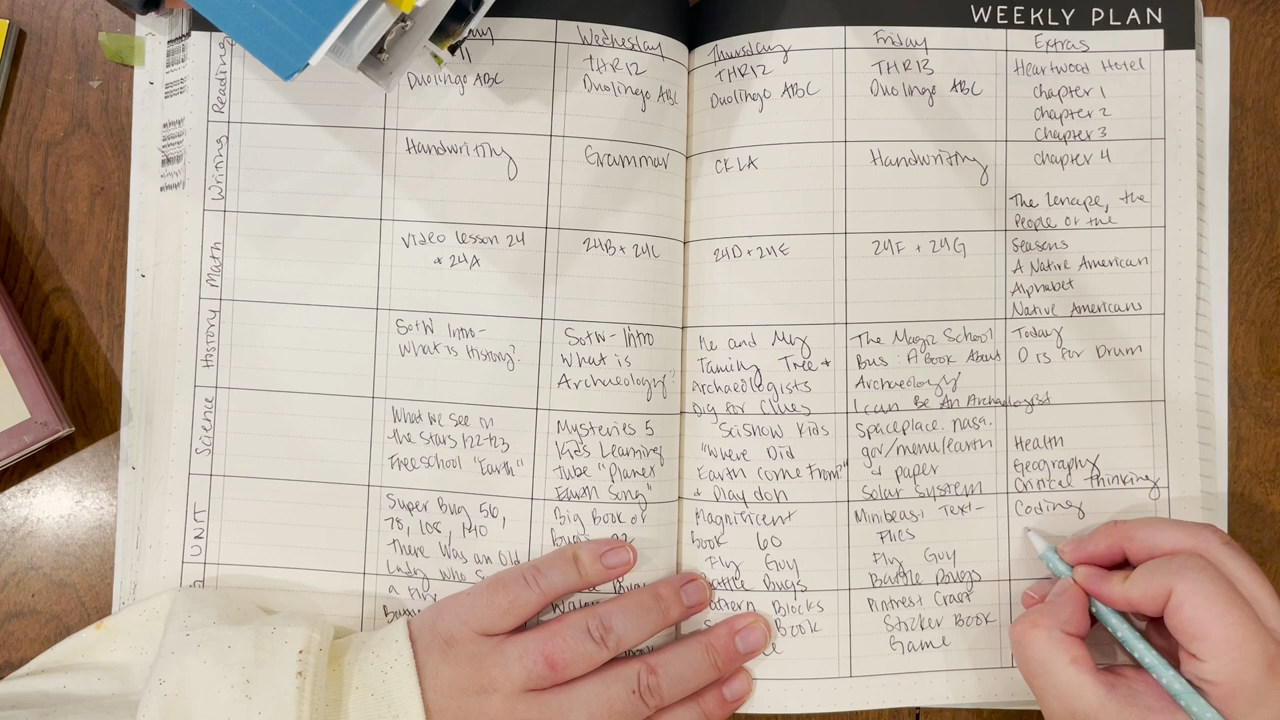 WEEKLY PLAN
Wednesday
Thursday
Friday
Extras
Reading
Duolingo ABC
THR12
Duolingo ABC
THR12
Duolingo ABC
THR13
Duolingo ABC
Heartwood Hotel
chapter 1
chapter 2
chapter 3
Writing
Handwriting
Grammar
CKLA
Handwriting
chapter 4
The Lenape, the
People of the
Math
Video lesson 24
& 24A
24B + 24C
24D + 24E
24F + 24G
Seasons
A Native American
Alphabet
Native Americans
History
SotW Intro-
What is History?
SotW - Intro
What is
Archaeology?
Me and My
Family Tree +
Archaeologists
Dig for Clues
The Magic School
Bus: A Book About
Archaeology
I can Be An Archaeologist
Today
D is for Drum
Science
What we see in
the Stars 122-123
Freeschool "Earth"
Mysteries 5
Kids Learning
Tube "Planet
Earth Song"
SciShow Kids
"Where Did
Earth Come From?"
& playdoh
spaceplace.nasa.
gov/menu/earth
+ paper
Solar System
Health
Geography
Critical Thinking
UNIT
Super Bug 56,
78, 108, 140
There Was an Old
Lady Who
a Fly
Big Book of
Magnificent
Book 60
Fly Guy
Battle Bugs
Minibeast Text-
Flies
Fly Guy
Battle Bugs
Coding
Pattern Blocks
Book
Pintrest Craft
Sticker Book
Game